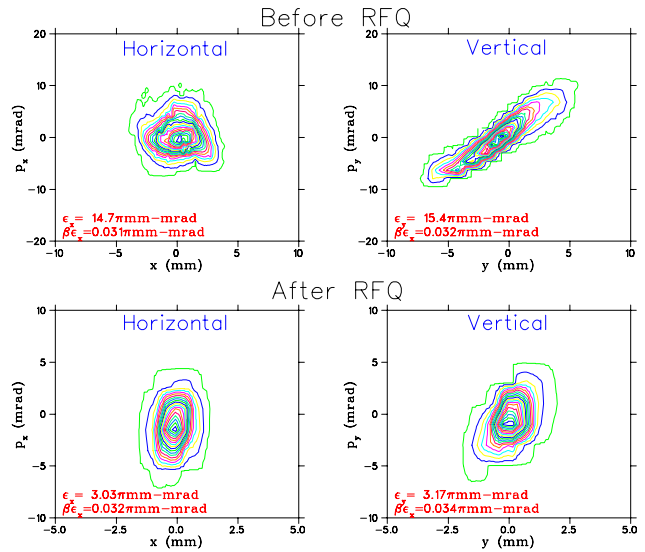 Before RFQ
Horizontal
Vertical
20
10
0
−10
−20
p_x (mrad)
ϵ_x= 14.7πmm−mrad
βϵ_x=0.031πmm−mrad
−10 −5 0 5 10
x (mm)
20
10
0
−10
−20
p_y (mrad)
ϵ_y= 15.4πmm−mrad
βϵ_x=0.032πmm−mrad
−10 −5 0 5 10
y (mm)
After RFQ
Horizontal
Vertical
10
5
0
−5
−10
p_x (mrad)
ϵ_x= 3.03πmm−mrad
βϵ_x=0.032πmm−mrad
−5.0 −2.5 0.0 2.5 5.0
x (mm)
10
5
0
−5
−10
p_y (mrad)
ϵ_y= 3.17πmm−mrad
βϵ_x=0.034πmm−mrad
−5.0 −2.5 0.0 2.5 5.0
y (mm)